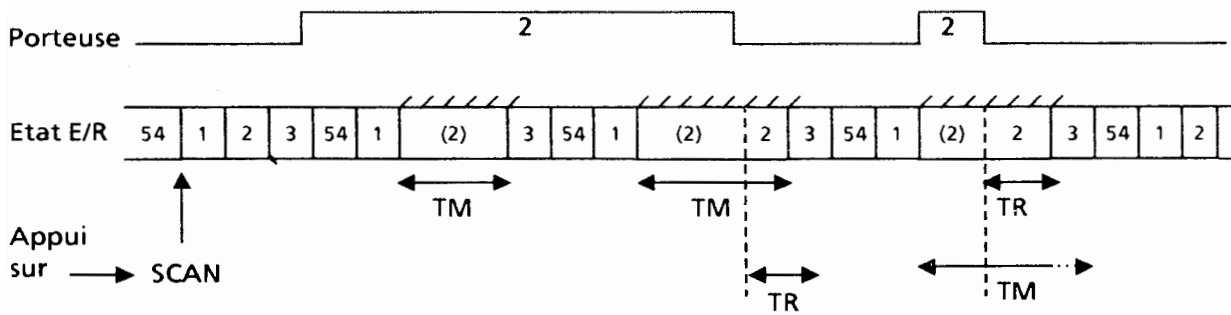 Porteuse 2 2
Etat E/R 54 1 2 3 54 1 (2) 3 54 1 (2) 2 3 54 1 (2) 2 3 54 1 2
TM TM TR
Appui
sur SCAN TR TM